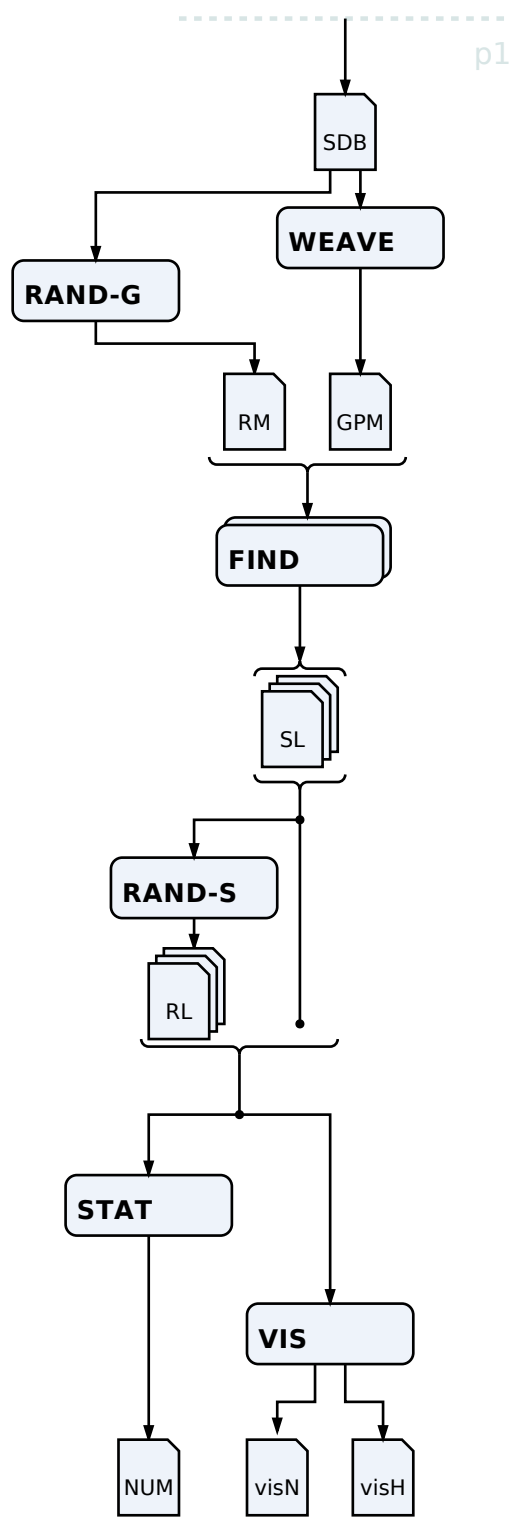 p1
SDB
WEAVE
RAND-G
RM
GPM
FIND
SL
RAND-S
RL
STAT
VIS
NUM
visN
visH